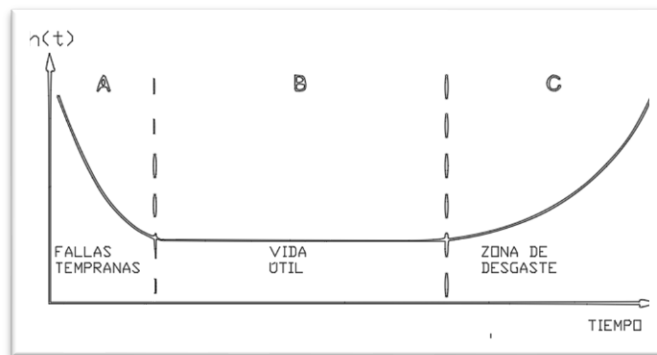 η(t)
A
B
C
FALLAS
TEMPRANAS
VIDA
ÚTIL
ZONA DE
DESGASTE
TIEMPO